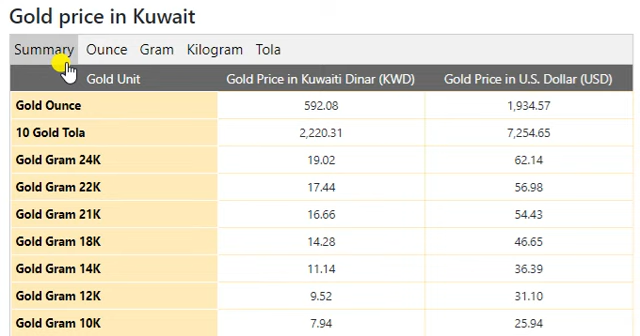 Gold price in Kuwait
Summary Ounce Gram Kilogram Tola
Gold Unit Gold Price in Kuwaiti Dinar (KWD) Gold Price in U.S. Dollar (USD)
Gold Ounce 592.08 1,934.57
10 Gold Tola 2,220.31 7,254.65
Gold Gram 24K 19.02 62.14
Gold Gram 22K 17.44 56.98
Gold Gram 21K 16.66 54.43
Gold Gram 18K 14.28 46.65
Gold Gram 14K 11.14 36.39
Gold Gram 12K 9.52 31.10
Gold Gram 10K 7.94 25.94